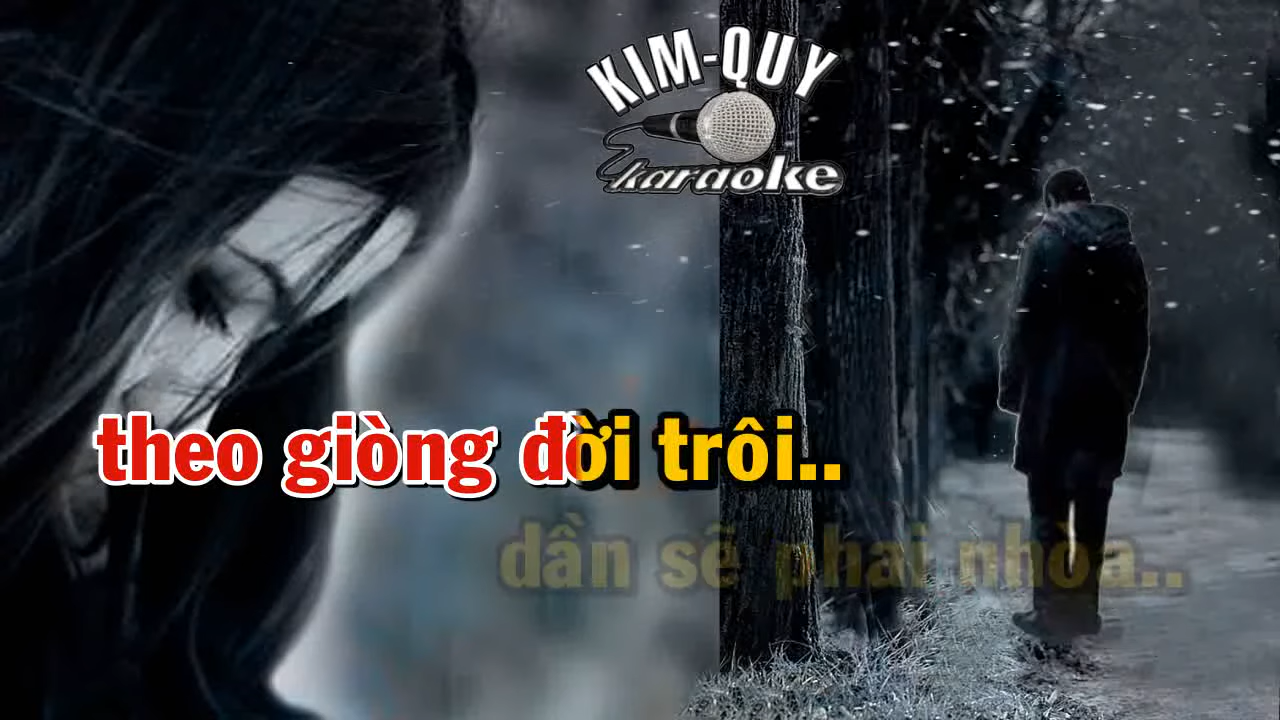 KIM-QUY
karaoke
theo giòng đời trôi..
dần sẽ phai nhòa..